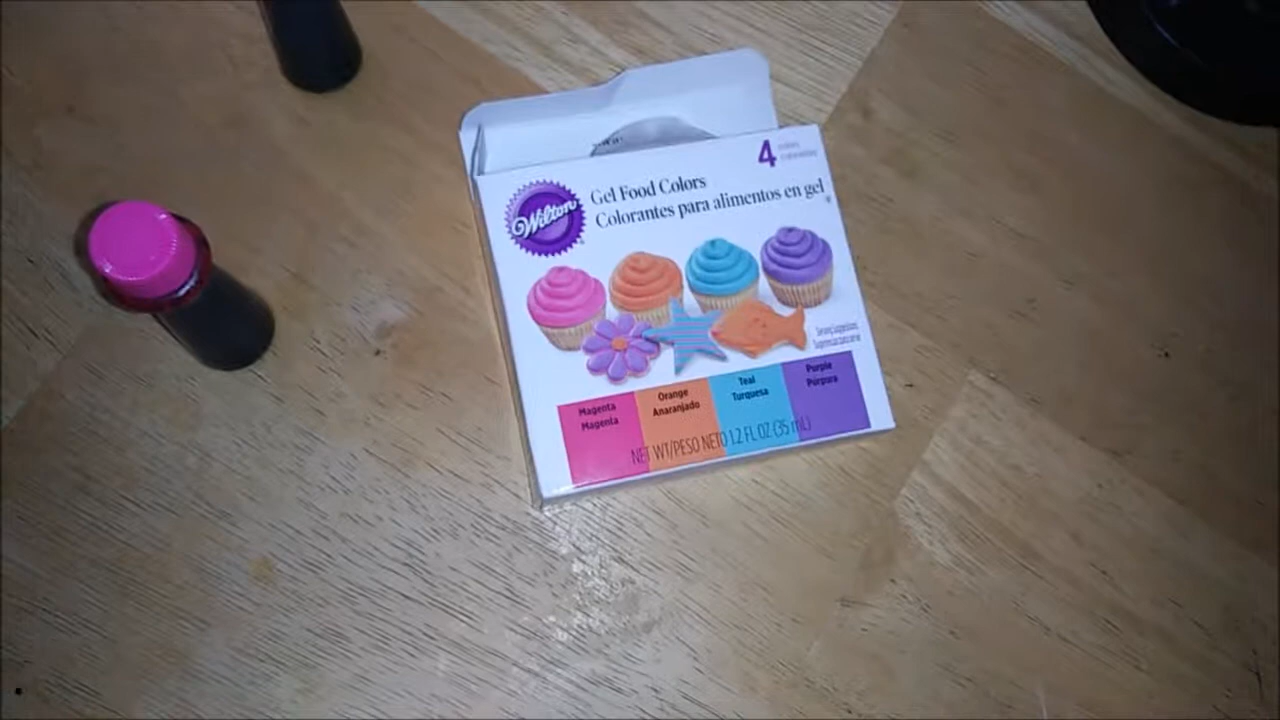 4
Wilton
Gel Food Colors
Colorantes para alimentos en gel
Magenta
Magenta
Orange
Anaranjado
Teal
Turquesa
Purple
Púrpura
NET WT/PESO NETO 1.2 FL OZ (35 mL)